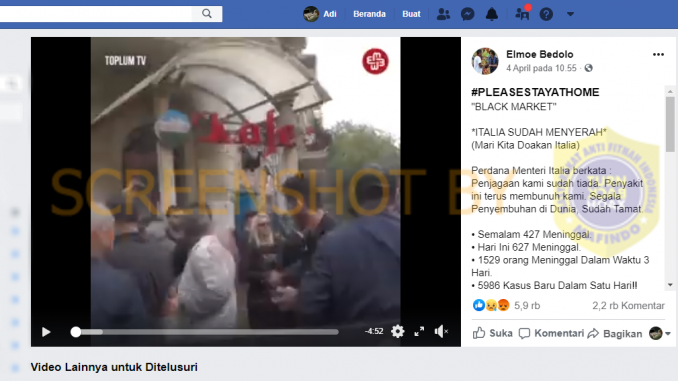 Adi Beranda Buat
TOPLUM TV
Elmoe Bedolo
4 April pada 10.55
#PLEASESTAYATHOME
"BLACK MARKET"
*ITALIA SUDAH MENYERAH*
(Mari Kita Doakan Italia)
Perdana Menteri Italia berkata :
Penjagaan kami sudah tiada. Penyakit
ini terus membunuh kami. Segala
Penyembuhan di Dunia Sudah Tamat.
• Semalam 427 Meninggal.
• Hari Ini 627 Meninggal.
• 1529 orang Meninggal Dalam Waktu 3
Hari.
• 5986 Kasus Baru Dalam Satu Hari!!
SCREENSHOT BY
MAFINDO
5,9 rb
2,2 rb Komentar
-4:52
Suka Komentari Bagikan
Video Lainnya untuk Ditelusuri